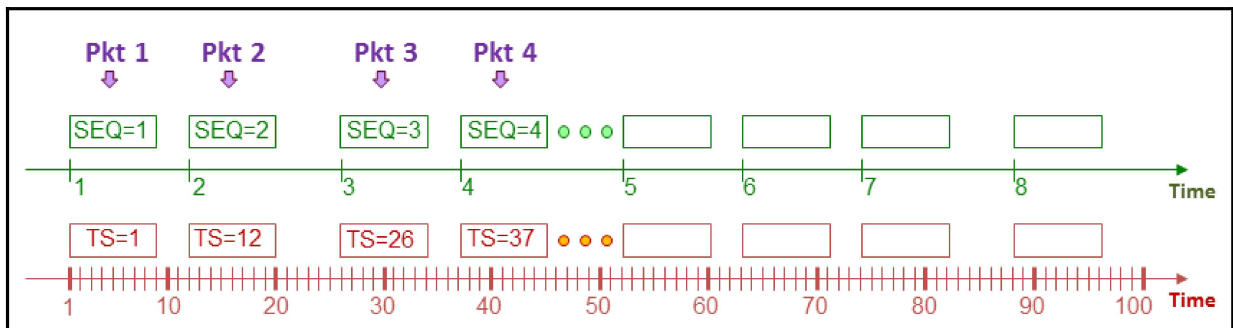 Pkt 1 Pkt 2 Pkt 3 Pkt 4
SEQ=1 SEQ=2 SEQ=3 SEQ=4
1 2 3 4 5 6 7 8 Time
TS=1 TS=12 TS=26 TS=37
1 10 20 30 40 50 60 70 80 90 100 Time